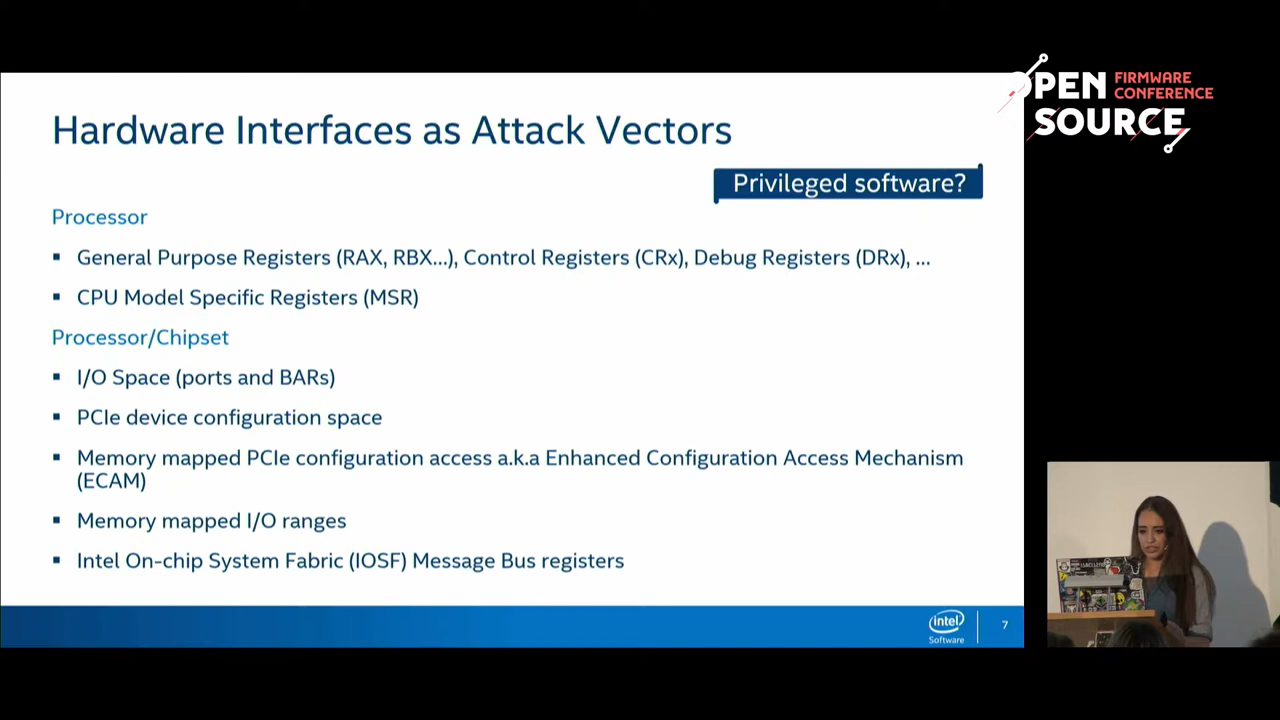 OPEN FIRMWARE CONFERENCE
SOURCE
Hardware Interfaces as Attack Vectors
Privileged software?
Processor
▪ General Purpose Registers (RAX, RBX...), Control Registers (CRx), Debug Registers (DRx), ...
▪ CPU Model Specific Registers (MSR)
Processor/Chipset
▪ I/O Space (ports and BARs)
▪ PCIe device configuration space
▪ Memory mapped PCIe configuration access a.k.a Enhanced Configuration Access Mechanism
(ECAM)
▪ Memory mapped I/O ranges
▪ Intel On-chip System Fabric (IOSF) Message Bus registers
intel
Software
7